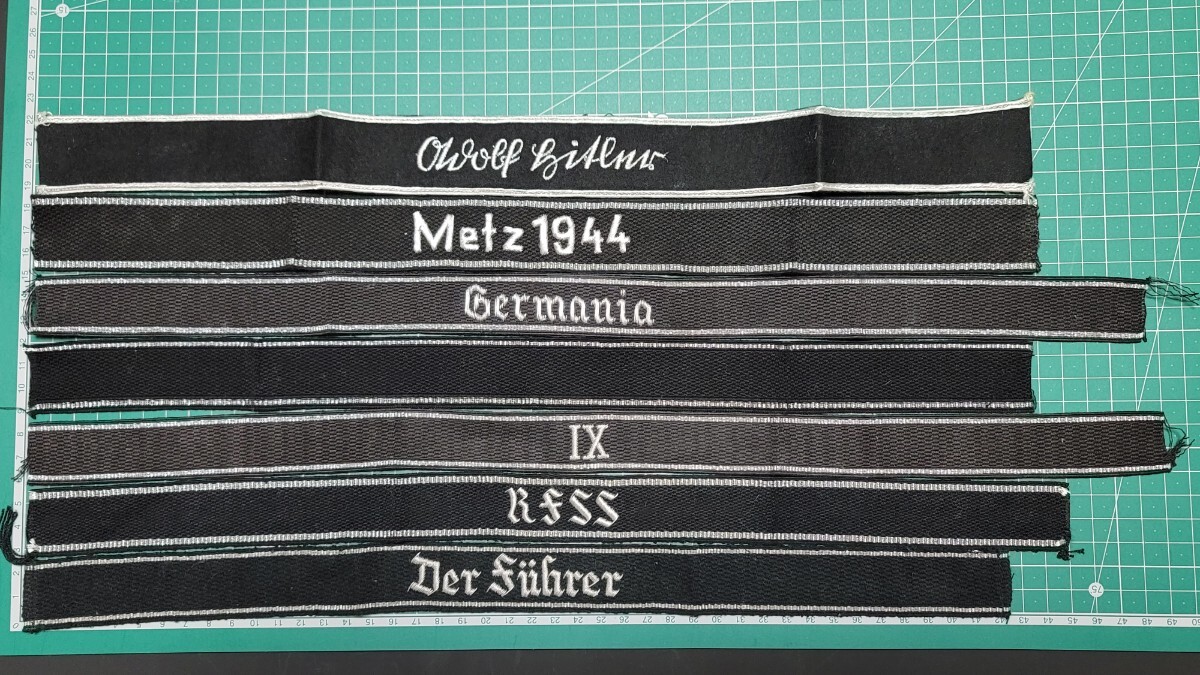 Adolf Hitler
Metz 1944
Germania
IX
RFSS
Der Führer